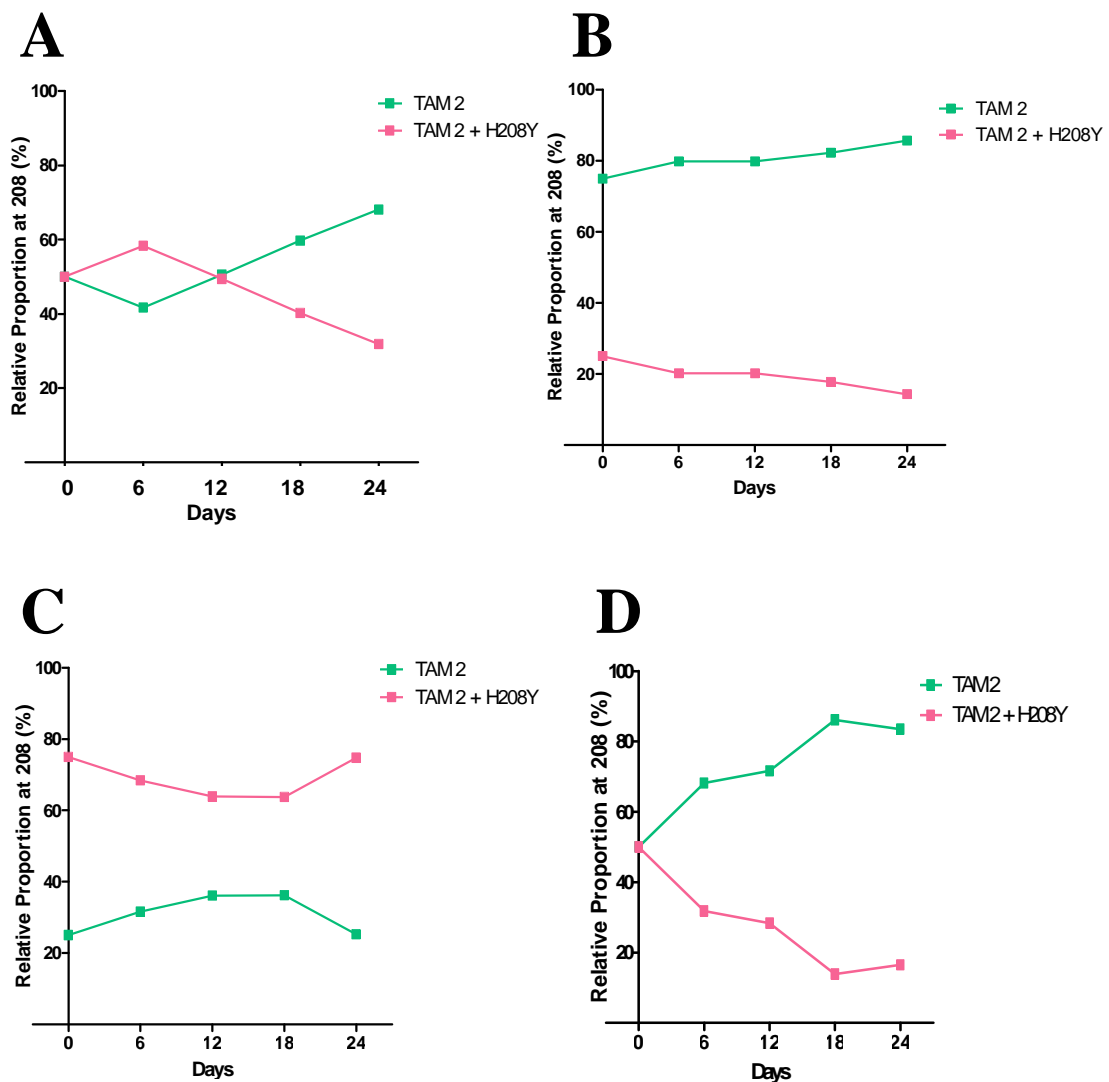 A
Relative Proportion at 208 (%)
100
80
60
40
20
0 6 12 18 24
Days
TAM 2
TAM 2 + H208Y
B
Relative Proportion at 208 (%)
100
80
60
40
20
0 6 12 18 24
Days
TAM 2
TAM 2 + H208Y
C
Relative Proportion at 208 (%)
100
80
60
40
20
0 6 12 18 24
Days
TAM 2
TAM 2 + H208Y
D
Relative Proportion at 208 (%)
100
80
60
40
20
0 6 12 18 24
Days
TAM2
TAM2 + H208Y